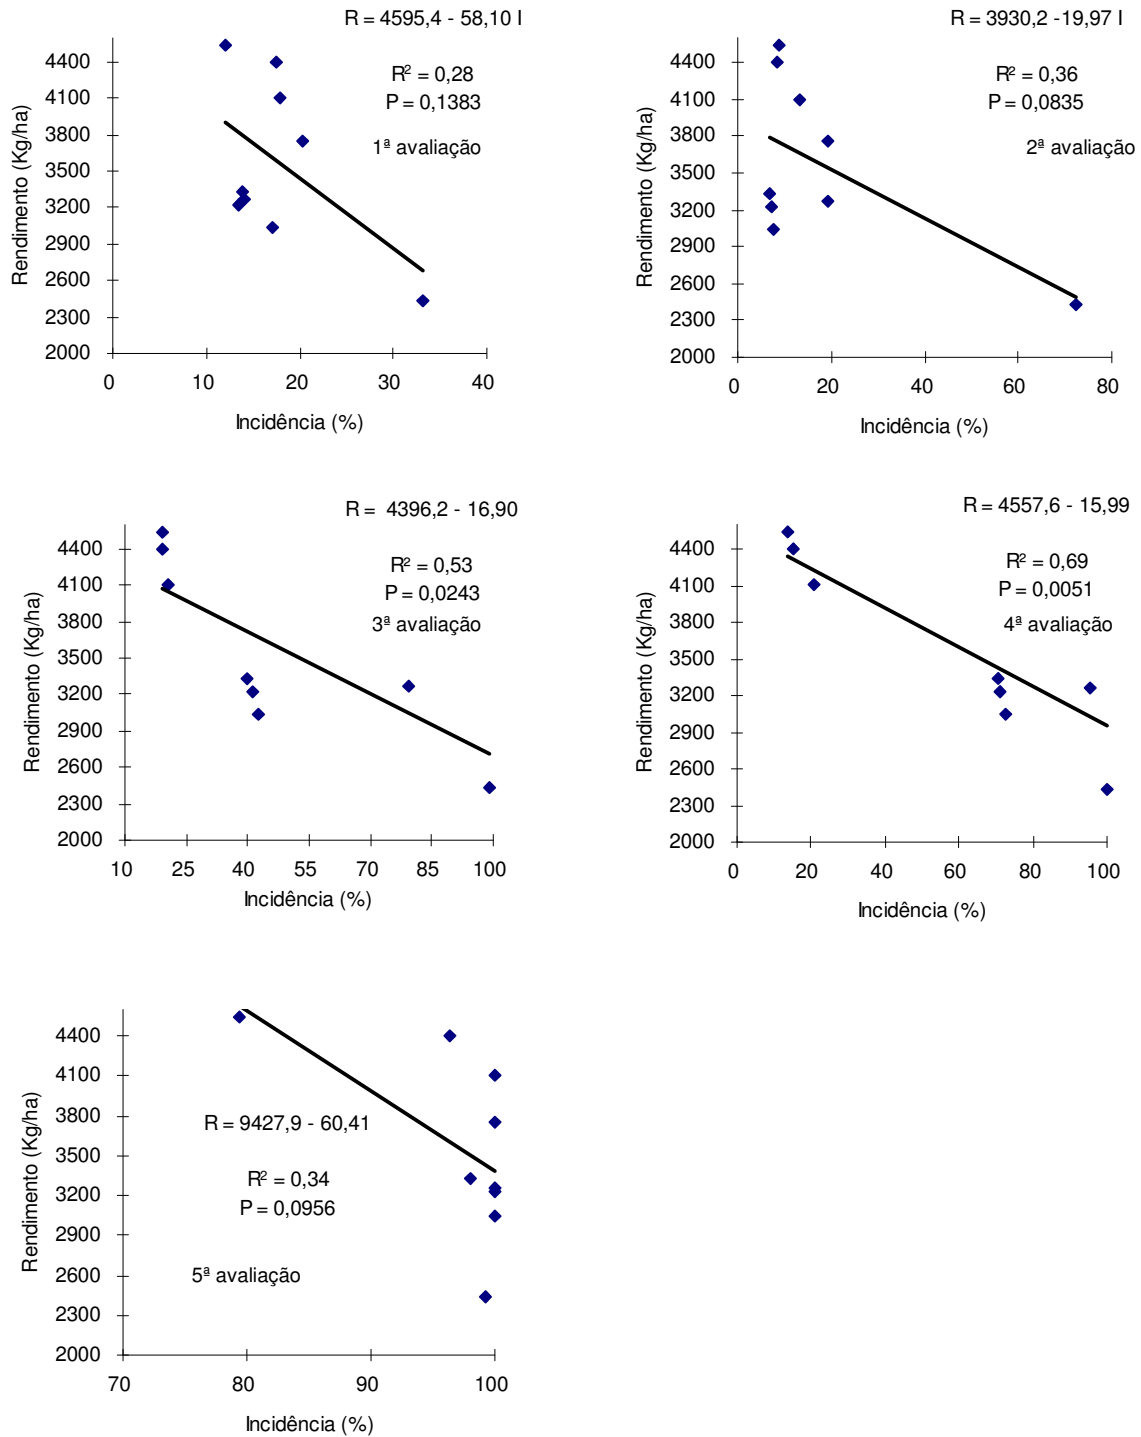 R = 4595,4 - 58,10 I
R² = 0,28
P = 0,1383
1ª avaliação
Rendimento (Kg/ha)
4400
4100
3800
3500
3200
2900
2600
2300
2000
0 10 20 30 40
Incidência (%)
R = 3930,2 -19,97 I
R² = 0,36
P = 0,0835
2ª avaliação
Rendimento (Kg/ha)
4400
4100
3800
3500
3200
2900
2600
2300
2000
0 20 40 60 80
Incidência (%)
R = 4396,2 - 16,90
R² = 0,53
P = 0,0243
3ª avaliação
Rendimento (Kg/ha)
4400
4100
3800
3500
3200
2900
2600
2300
2000
10 25 40 55 70 85 100
Incidência (%)
R = 4557,6 - 15,99
R² = 0,69
P = 0,0051
4ª avaliação
Rendimento (Kg/ha)
4400
4100
3800
3500
3200
2900
2600
2300
2000
0 20 40 60 80 100
Incidência (%)
R = 9427,9 - 60,41
R² = 0,34
P = 0,0956
5ª avaliação
Rendimento (Kg/ha)
4400
4100
3800
3500
3200
2900
2600
2300
2000
70 80 90 100
Incidência (%)